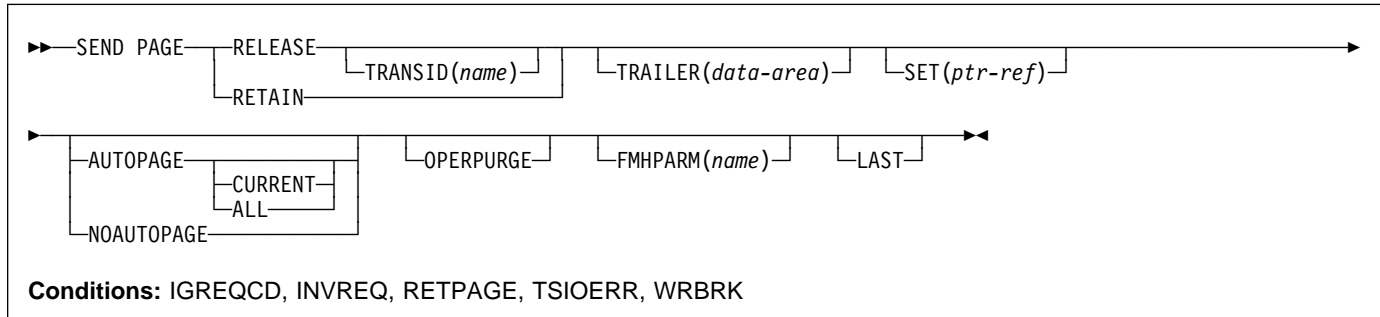 SEND PAGE RELEASE
TRANSID(name) TRAILER(data-area) SET(ptr-ref)
RETAIN
AUTOPAGE OPERPURGE FMHPARM(name) LAST
CURRENT
ALL
NOAUTOPAGE
Conditions: IGREQCD, INVREQ, RETPAGE, TSIOERR, WRBRK